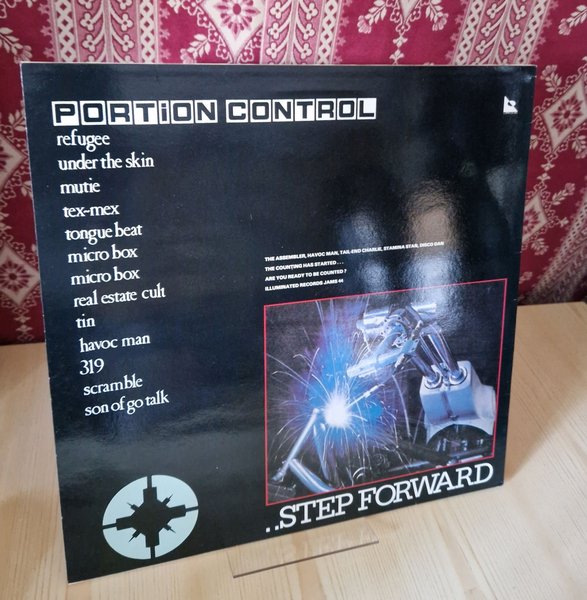 PORTiON CONTROL
refugee
under the skin
mutie
tex-mex
tongue beat
micro box
micro box
real estate cult
tin
havoc man
319
scramble
son of go talk
THE ASSEMBLER, HAVOC MAN, TAIL END CHARLIE, STAMINA STAR, DISCO DAN
THE COUNTING HAS STARTED . . .
ARE YOU READY TO BE COUNTED ?
ILLUMINATED RECORDS JAMS 44
..STEP FORWARD